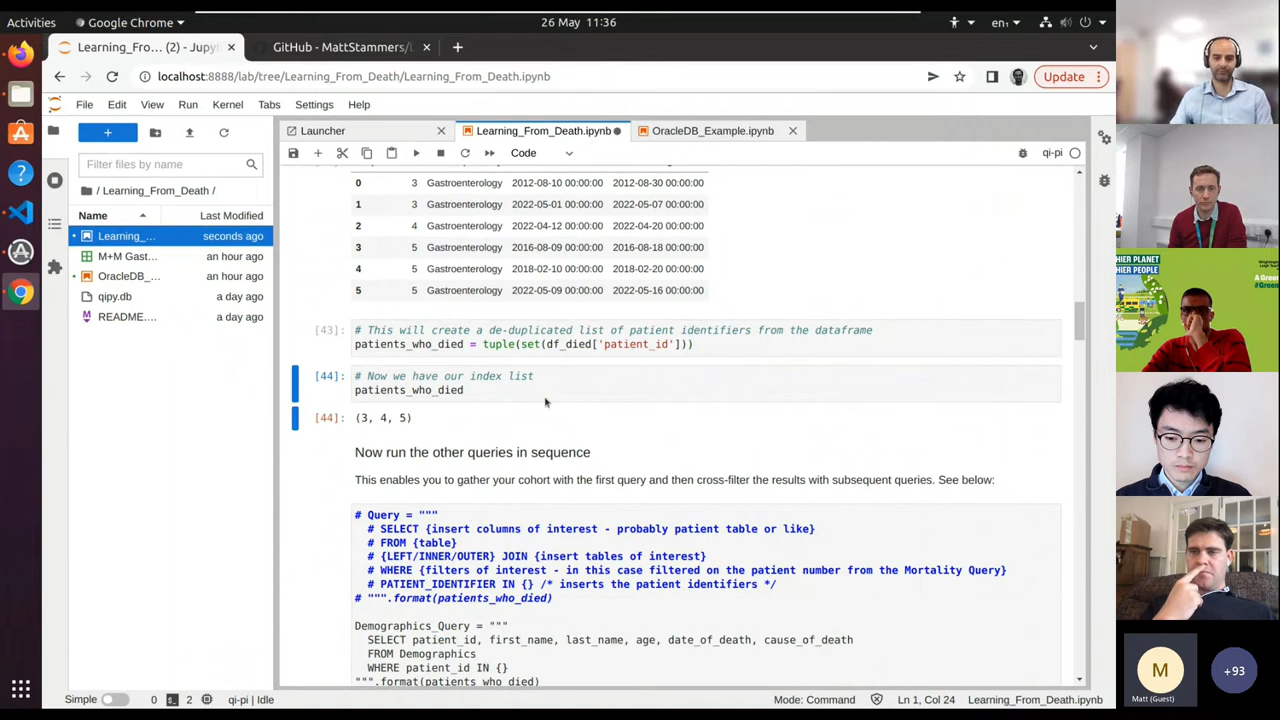 Activities
Google Chrome
26 May 11:36
en₁
Learning_Fro… (2) - Jupyt
GitHub - MattStammers/L
localhost:8888/lab/tree/Learning_From_Death/Learning_From_Death.ipynb
Update
File Edit View Run Kernel Tabs Settings Help
Launcher
Learning_From_Death.ipynb
OracleDB_Example.ipynb
Code
qi-pi
Filter files by name
/ Learning_From_Death /
Name Last Modified
Learning_… seconds ago
M+M Gast… an hour ago
OracleDB_… an hour ago
qipy.db a day ago
README.… a day ago
0 3 Gastroenterology 2012-08-10 00:00:00 2012-08-30 00:00:00
1 3 Gastroenterology 2022-05-01 00:00:00 2022-05-07 00:00:00
2 4 Gastroenterology 2022-04-12 00:00:00 2022-04-20 00:00:00
3 5 Gastroenterology 2016-08-09 00:00:00 2016-08-18 00:00:00
4 5 Gastroenterology 2018-02-10 00:00:00 2018-02-20 00:00:00
5 5 Gastroenterology 2022-05-06 00:00:00 2022-05-16 00:00:00
[43]: # This will create a de-duplicated list of patient identifiers from the dataframe
patients_who_died = tuple(set(df_died['patient_id']))
[44]: # Now we have our index list
patients_who_died
[44]: (3, 4, 5)
Now run the other queries in sequence
This enables you to gather your cohort with the first query and then cross-filter the results with subsequent queries. See below:
# Query = """
# SELECT {insert columns of interest - probably patient table or like}
# FROM {table}
# {LEFT/INNER/OUTER} JOIN {insert tables of interest}
# WHERE {filters of interest - in this case filtered on the patient number from the Mortality Query}
# PATIENT_IDENTIFIER IN {} /* inserts the patient identifiers */
# """.format(patients_who_died)
Demographics_Query = """
SELECT patient_id, first_name, last_name, age, date_of_death, cause_of_death
FROM Demographics
WHERE patient_id IN {}
""".format(patients_who_died)
Simple 0 2 qi-pi | Idle
Mode: Command
Ln 1, Col 24
Learning_From_Death.ipynb
HIER PLANET
HIER PEOPLE
A Green
#Green
M
Matt (Guest)
+93